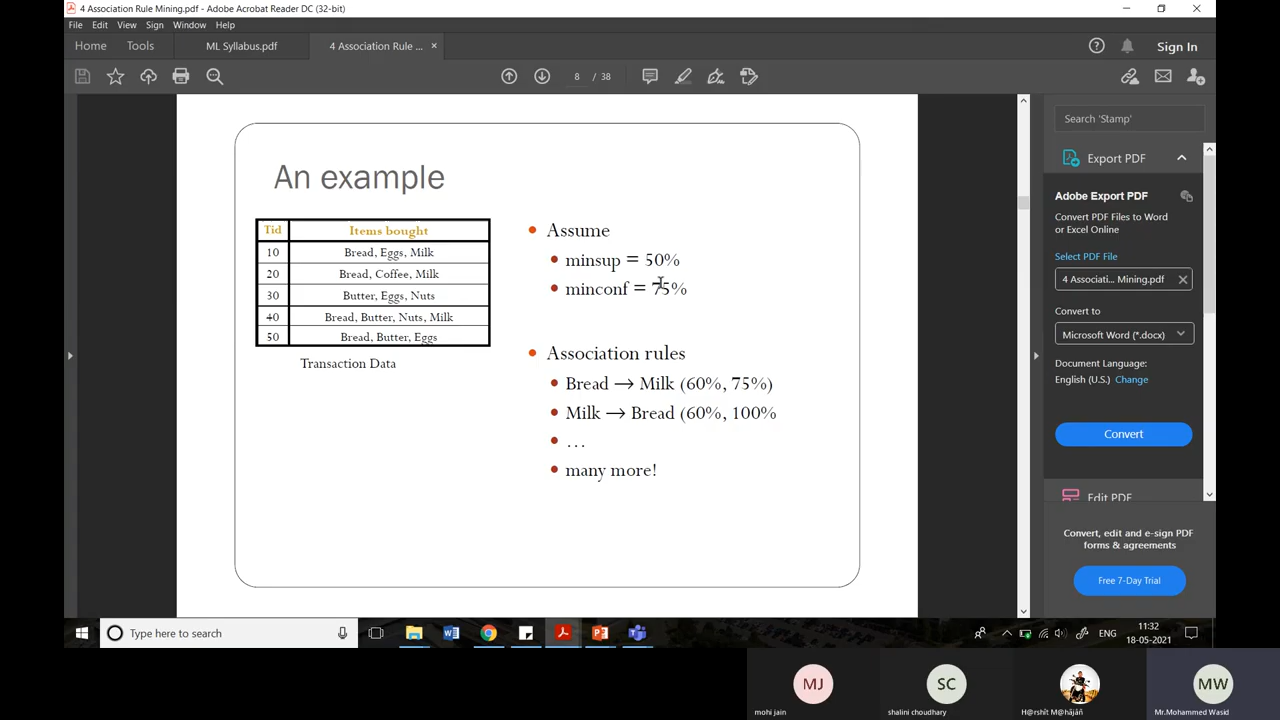 4 Association Rule Mining.pdf - Adobe Acrobat Reader DC (32-bit)
File Edit View Sign Window Help
Home Tools ML Syllabus.pdf 4 Association Rule ... × Sign In
8 / 38
An example
Tid Items bought
10 Bread, Eggs, Milk
20 Bread, Coffee, Milk
30 Butter, Eggs, Nuts
40 Bread, Butter, Nuts, Milk
50 Bread, Butter, Eggs
Transaction Data
• Assume
• minsup = 50%
• minconf = 75%
• Association rules
• Bread → Milk (60%, 75%)
• Milk → Bread (60%, 100%
• …
• many more!
Search 'Stamp'
Export PDF
Adobe Export PDF
Convert PDF Files to Word
or Excel Online
Select PDF File
4 Associati... Mining.pdf
Convert to
Microsoft Word (*.docx)
Document Language:
English (U.S.) Change
Convert
Edit PDF
Convert, edit and e-sign PDF
forms & agreements
Free 7-Day Trial
Type here to search
ENG
11:32
18-05-2021
MJ
mohi jain
SC
shalini choudhary
H@rshît M@hãjáñ
MW
Mr.Mohammed Wasid